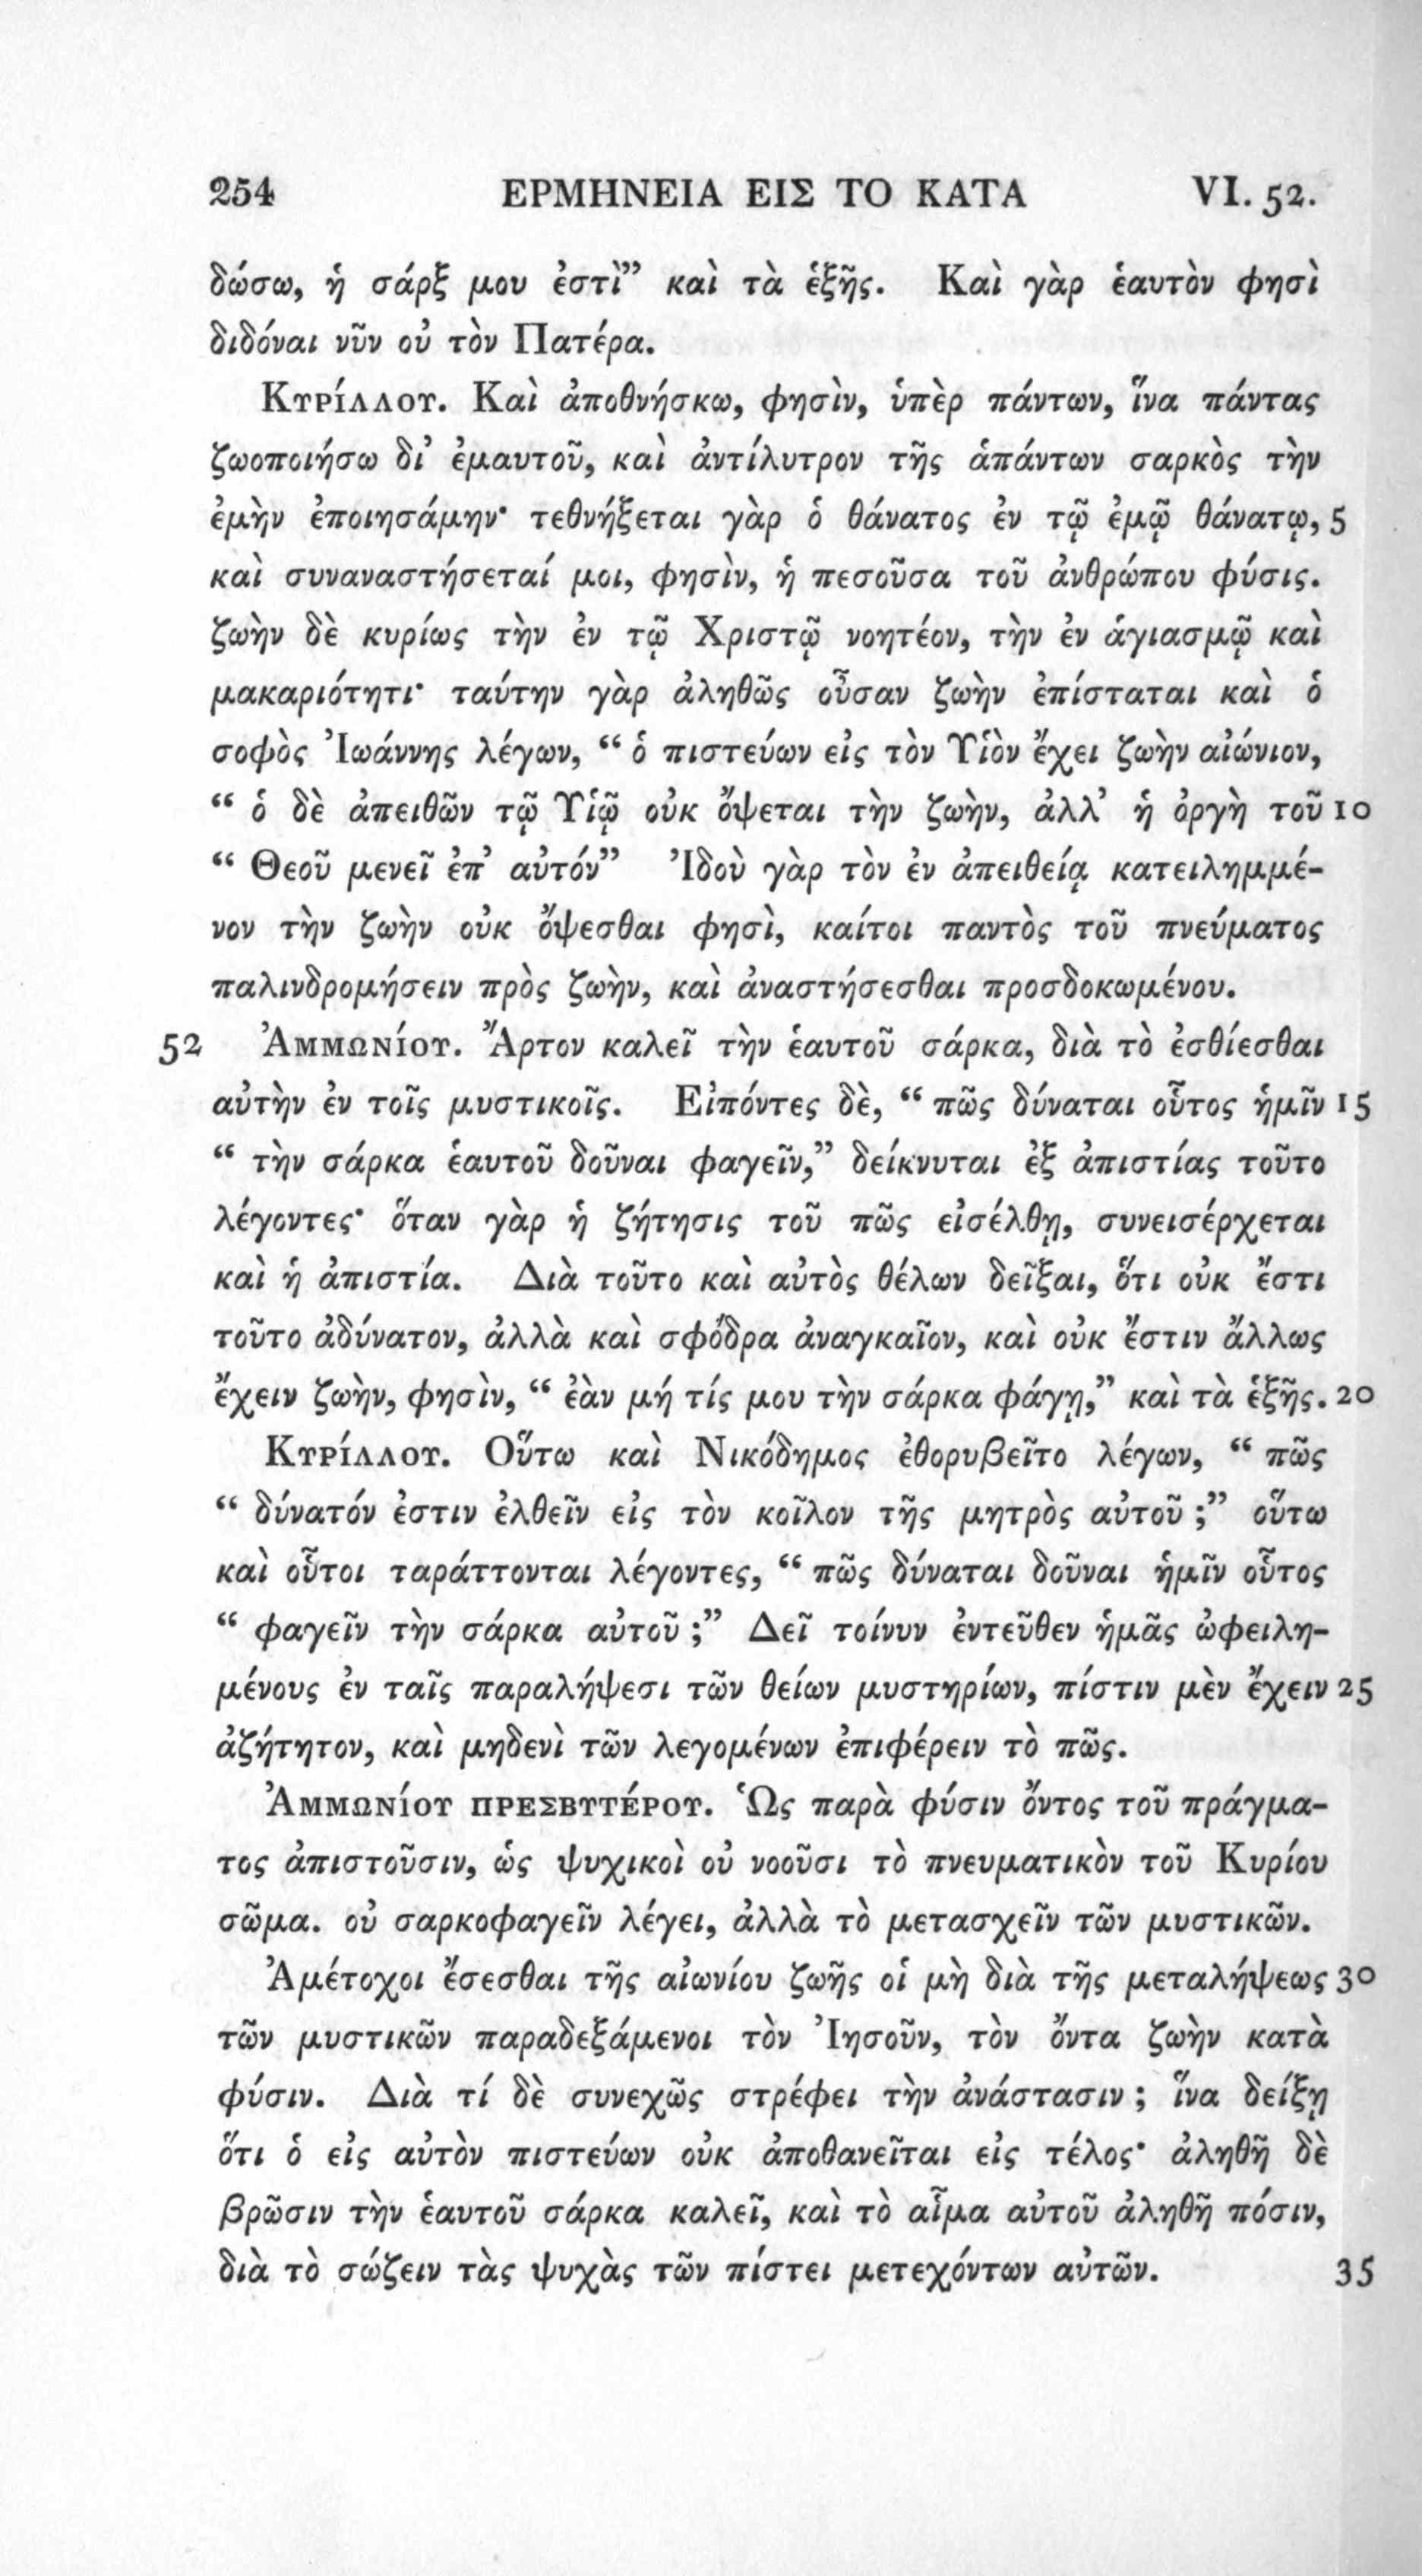 254 ΕΡΜΗΝΕΙΑ ΕΙΣ ΤΟ ΚΑΤΑ VI. 52.
δώσω, ἡ σάρξ μου ἐστὶ” καὶ τὰ ἑξῆς. Καὶ γὰρ ἑαυτὸν φησὶ
διδόναι νῦν οὐ τὸν Πατέρα.
Κυρίλλου. Καὶ ἀποθνήσκω, φησὶν, ὑπὲρ πάντων, ἵνα πάντας
ζωοποιήσω δι’ ἐμαυτοῦ, καὶ ἀντίλυτρον τῆς ἁπάντων σαρκὸς τὴν
ἐμὴν ἐποιησάμην· τεθνήξεται γὰρ ὁ θάνατος ἐν τῷ ἐμῷ θάνατῳ, 5
καὶ συναναστήσεταί μοι, φησὶν, ἡ πεσοῦσα τοῦ ἀνθρώπου φύσις.
ζωὴν δὲ κυρίως τὴν ἐν τῷ Χριστῷ νοητέον, τὴν ἐν ἁγιασμῷ καὶ
μακαριότητι· ταύτην γὰρ ἀληθῶς οὖσαν ζωὴν ἐπίσταται καὶ ὁ
σοφὸς Ἰωάννης λέγων, “ ὁ πιστεύων εἰς τὸν Υἱὸν ἔχει ζωὴν αἰώνιον,
“ ὁ δὲ ἀπειθῶν τῷ Υἱῷ οὐκ ὄψεται τὴν ζωὴν, ἀλλ’ ἡ ὀργὴ τοῦ 10
“ Θεοῦ μενεῖ ἐπ’ αὐτόν” Ἰδοὺ γὰρ τὸν ἐν ἀπειθείᾳ κατειλημμέ-
νον τὴν ζωὴν οὐκ ὄψεσθαι φησὶ, καίτοι παντὸς τοῦ πνεύματος
παλινδρομήσειν πρὸς ζωὴν, καὶ ἀναστήσεσθαι προσδοκωμένου.
52 Ἀμμωνίου. Ἄρτον καλεῖ τὴν ἑαυτοῦ σάρκα, διὰ τὸ ἐσθίεσθαι
αὐτὴν ἐν τοῖς μυστικοῖς. Εἰπόντες δὲ, “ πῶς δύναται οὗτος ἡμῖν 15
“ τὴν σάρκα ἑαυτοῦ δοῦναι φαγεῖν,” δείκνυται ἐξ ἀπιστίας τοῦτο
λέγοντες· ὅταν γὰρ ἡ ζήτησις τοῦ πῶς εἰσέλθῃ, συνεισέρχεται
καὶ ἡ ἀπιστία. Διὰ τοῦτο καὶ αὐτὸς θέλων δεῖξαι, ὅτι οὐκ ἔστι
τοῦτο ἀδύνατον, ἀλλὰ καὶ σφόδρα ἀναγκαῖον, καὶ οὐκ ἔστιν ἄλλως
ἔχειν ζωὴν, φησὶν, “ ἐὰν μή τίς μου τὴν σάρκα φάγῃ,” καὶ τὰ ἑξῆς. 20
Κυρίλλου. Οὕτω καὶ Νικόδημος ἐθορυβεῖτο λέγων, “ πῶς
“ δύνατόν ἐστιν ἐλθεῖν εἰς τὸν κοῖλον τῆς μητρὸς αὐτοῦ ;” οὕτω
καὶ οὗτοι ταράττονται λέγοντες, “ πῶς δύναται δοῦναι ἡμῖν οὗτος
“ φαγεῖν τὴν σάρκα αὐτοῦ ;” Δεῖ τοίνυν ἐντεῦθεν ἡμᾶς ὠφειλη-
μένους ἐν ταῖς παραλήψεσι τῶν θείων μυστηρίων, πίστιν μὲν ἔχειν 25
ἀζήτητον, καὶ μηδενὶ τῶν λεγομένων ἐπιφέρειν τὸ πῶς.
Ἀμμωνίου πρεσβυτέρου. Ὡς παρὰ φύσιν ὄντος τοῦ πράγμα-
τος ἀπιστοῦσιν, ὡς ψυχικοὶ οὐ νοοῦσι τὸ πνευματικὸν τοῦ Κυρίου
σῶμα. οὐ σαρκοφαγεῖν λέγει, ἀλλὰ τὸ μετασχεῖν τῶν μυστικῶν.
Ἀμέτοχοι ἔσεσθαι τῆς αἰωνίου ζωῆς οἱ μὴ διὰ τῆς μεταλήψεως 30
τῶν μυστικῶν παραδεξάμενοι τὸν Ἰησοῦν, τὸν ὄντα ζωὴν κατὰ
φύσιν. Διὰ τί δὲ συνεχῶς στρέφει τὴν ἀνάστασιν ; ἵνα δείξῃ
ὅτι ὁ εἰς αὐτὸν πιστεύων οὐκ ἀποθανεῖται εἰς τέλος· ἀληθῆ δὲ
βρῶσιν τὴν ἑαυτοῦ σάρκα καλεῖ, καὶ τὸ αἷμα αὐτοῦ ἀληθῆ πόσιν,
διὰ τὸ σώζειν τὰς ψυχὰς τῶν πίστει μετεχόντων αὐτῶν. 35